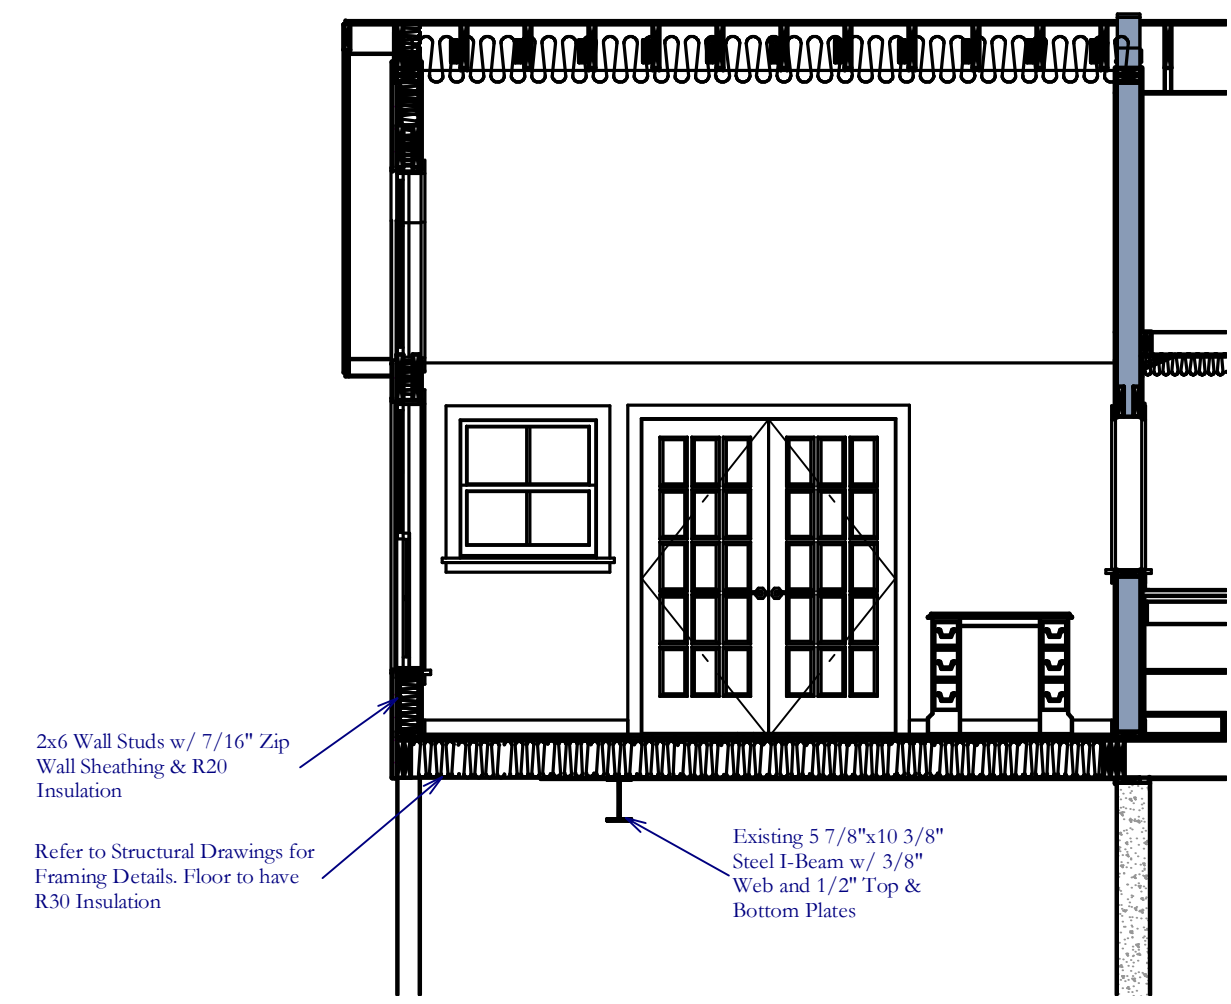 2x6 Wall Studs w/ 7/16" Zip
Wall Sheathing & R20
Insulation
Refer to Structural Drawings for
Framing Details. Floor to have
R30 Insulation
Existing 5 7/8"x10 3/8"
Steel I-Beam w/ 3/8"
Web and 1/2" Top &
Bottom Plates